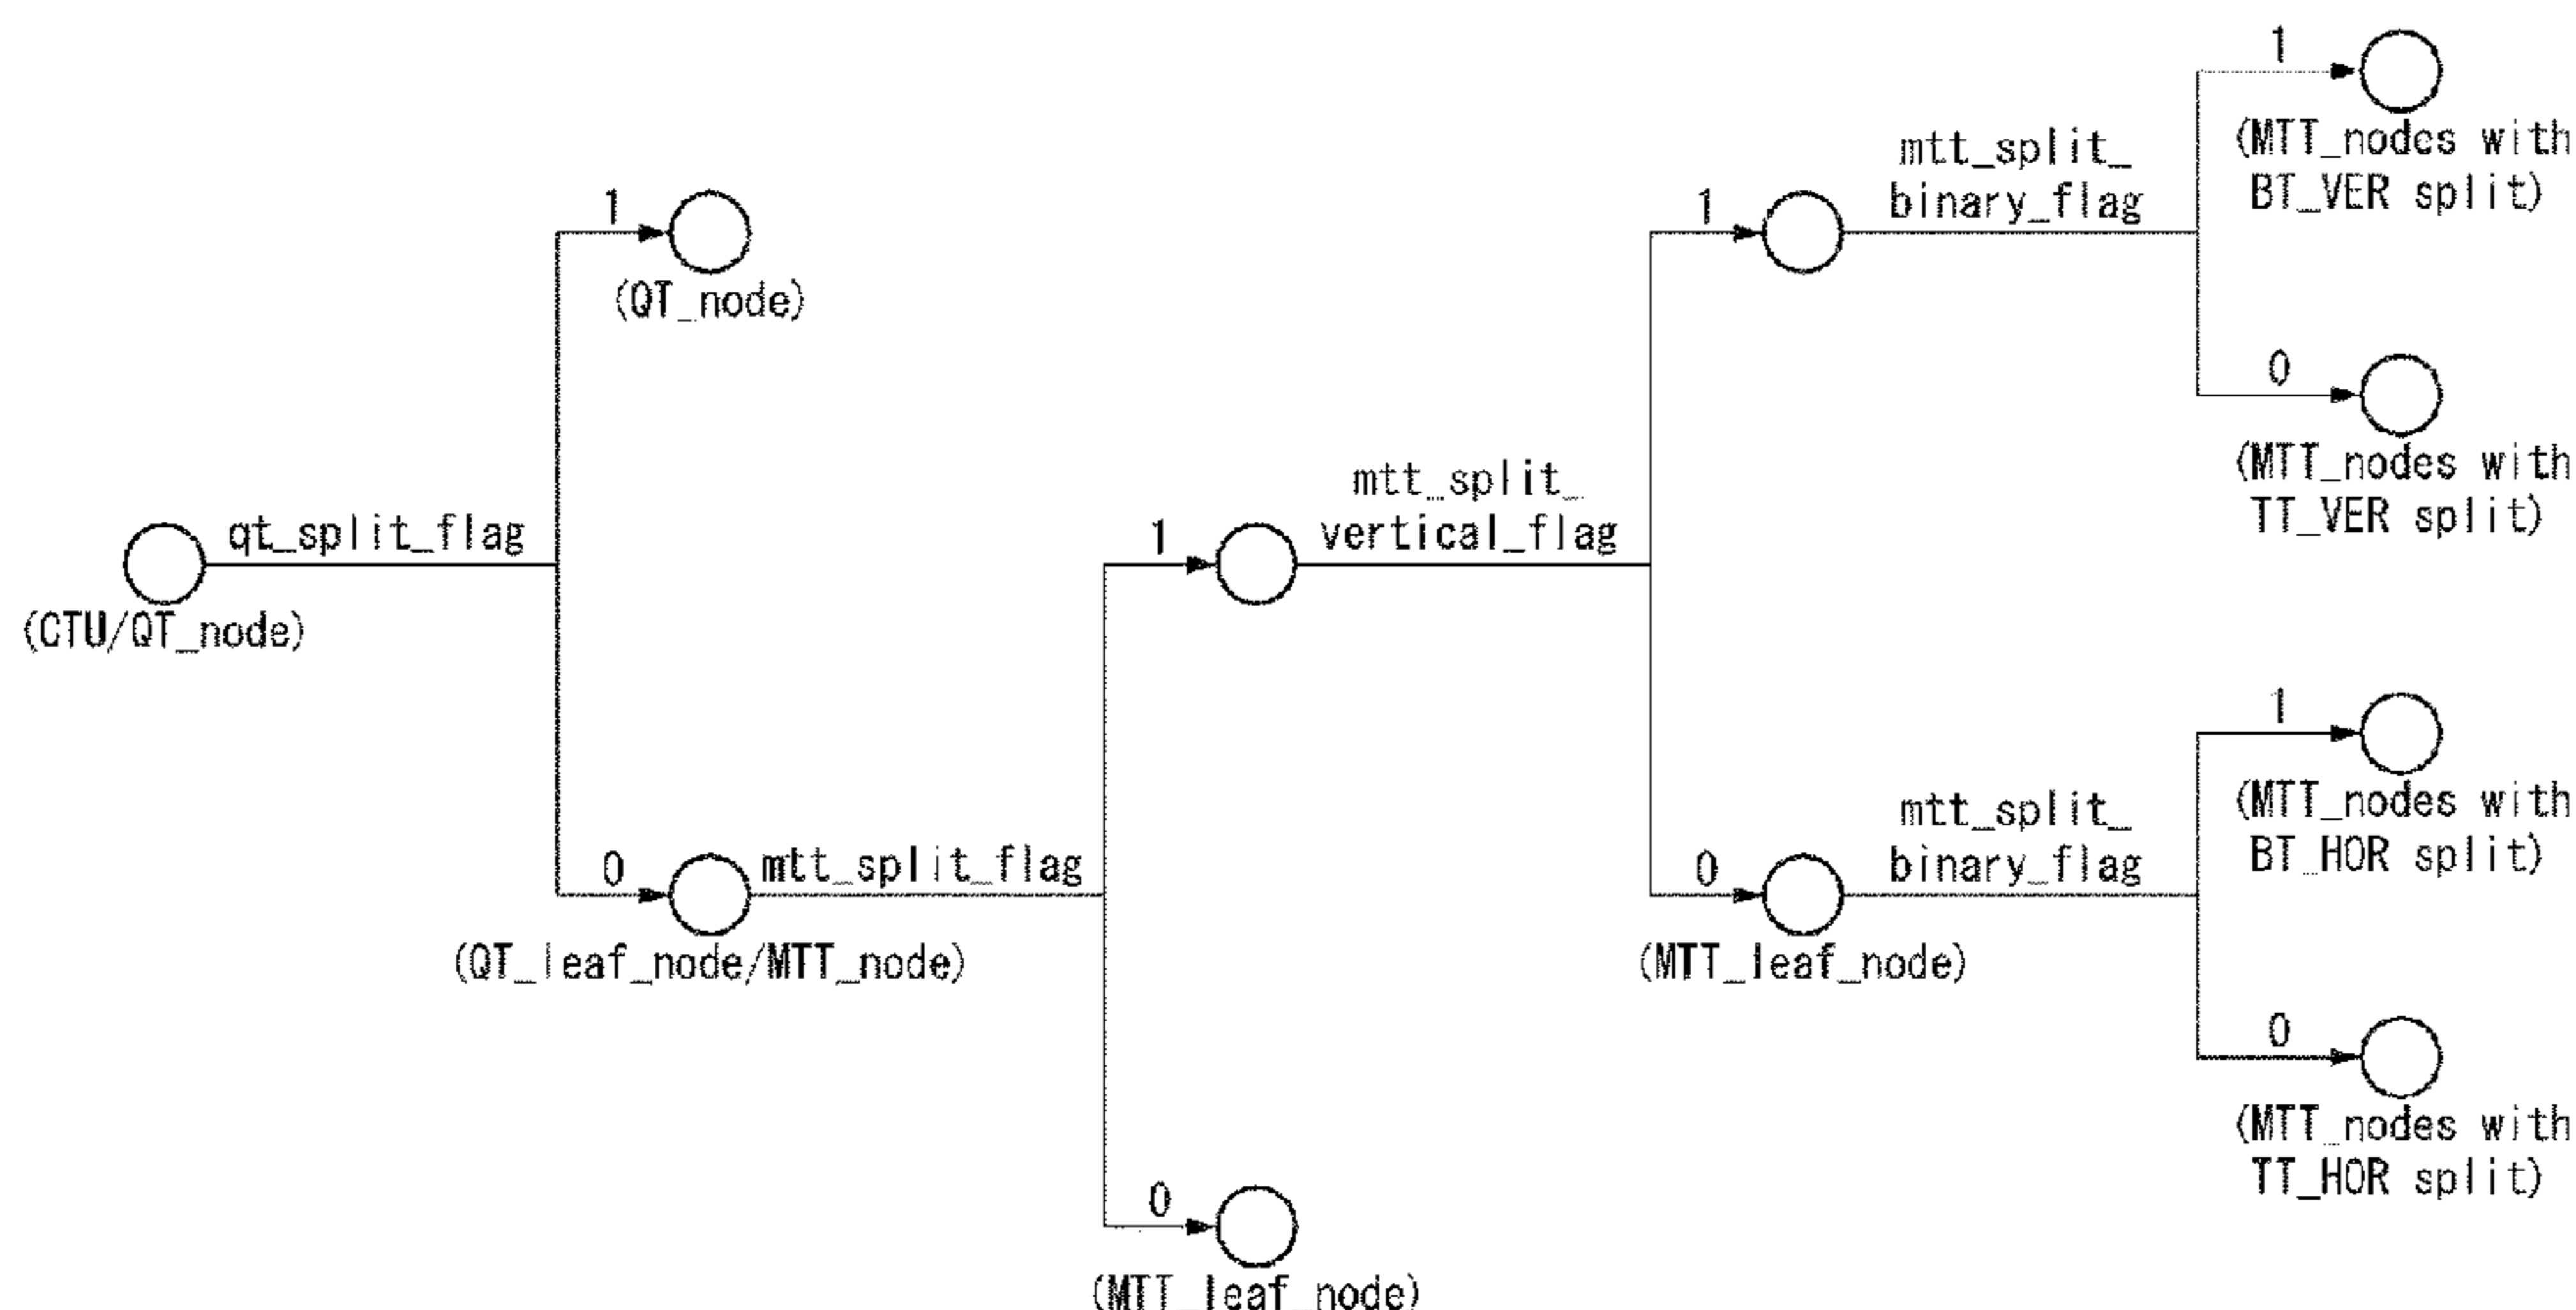 qt_split_flag
(CTU/QT_node)
1
(QT_node)
0
mtt_split_flag
(QT_leaf_node/MTT_node)
1
mtt_split_
vertical_flag
0
(MTT_leaf_node)
1
mtt_split_
binary_flag
0
mtt_split_
binary_flag
(MTT_leaf_node)
1
(MTT_nodes with
BT_VER split)
0
(MTT_nodes with
TT_VER split)
1
(MTT_nodes with
BT_HOR split)
0
(MTT_nodes with
TT_HOR split)